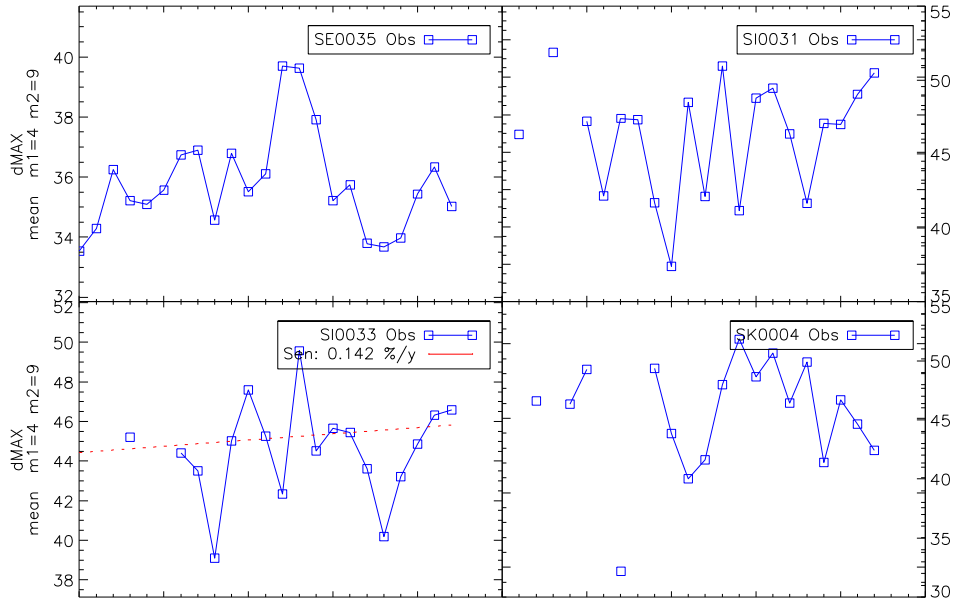 SE0035 Obs
40
38
36
34
32
dMAX
mean m1=4 m2=9
SI0031 Obs
55
50
45
40
35
SI0033 Obs
Sen: 0.142 %/y
52
50
48
46
44
42
40
38
dMAX
mean m1=4 m2=9
SK0004 Obs
55
50
45
40
35
30